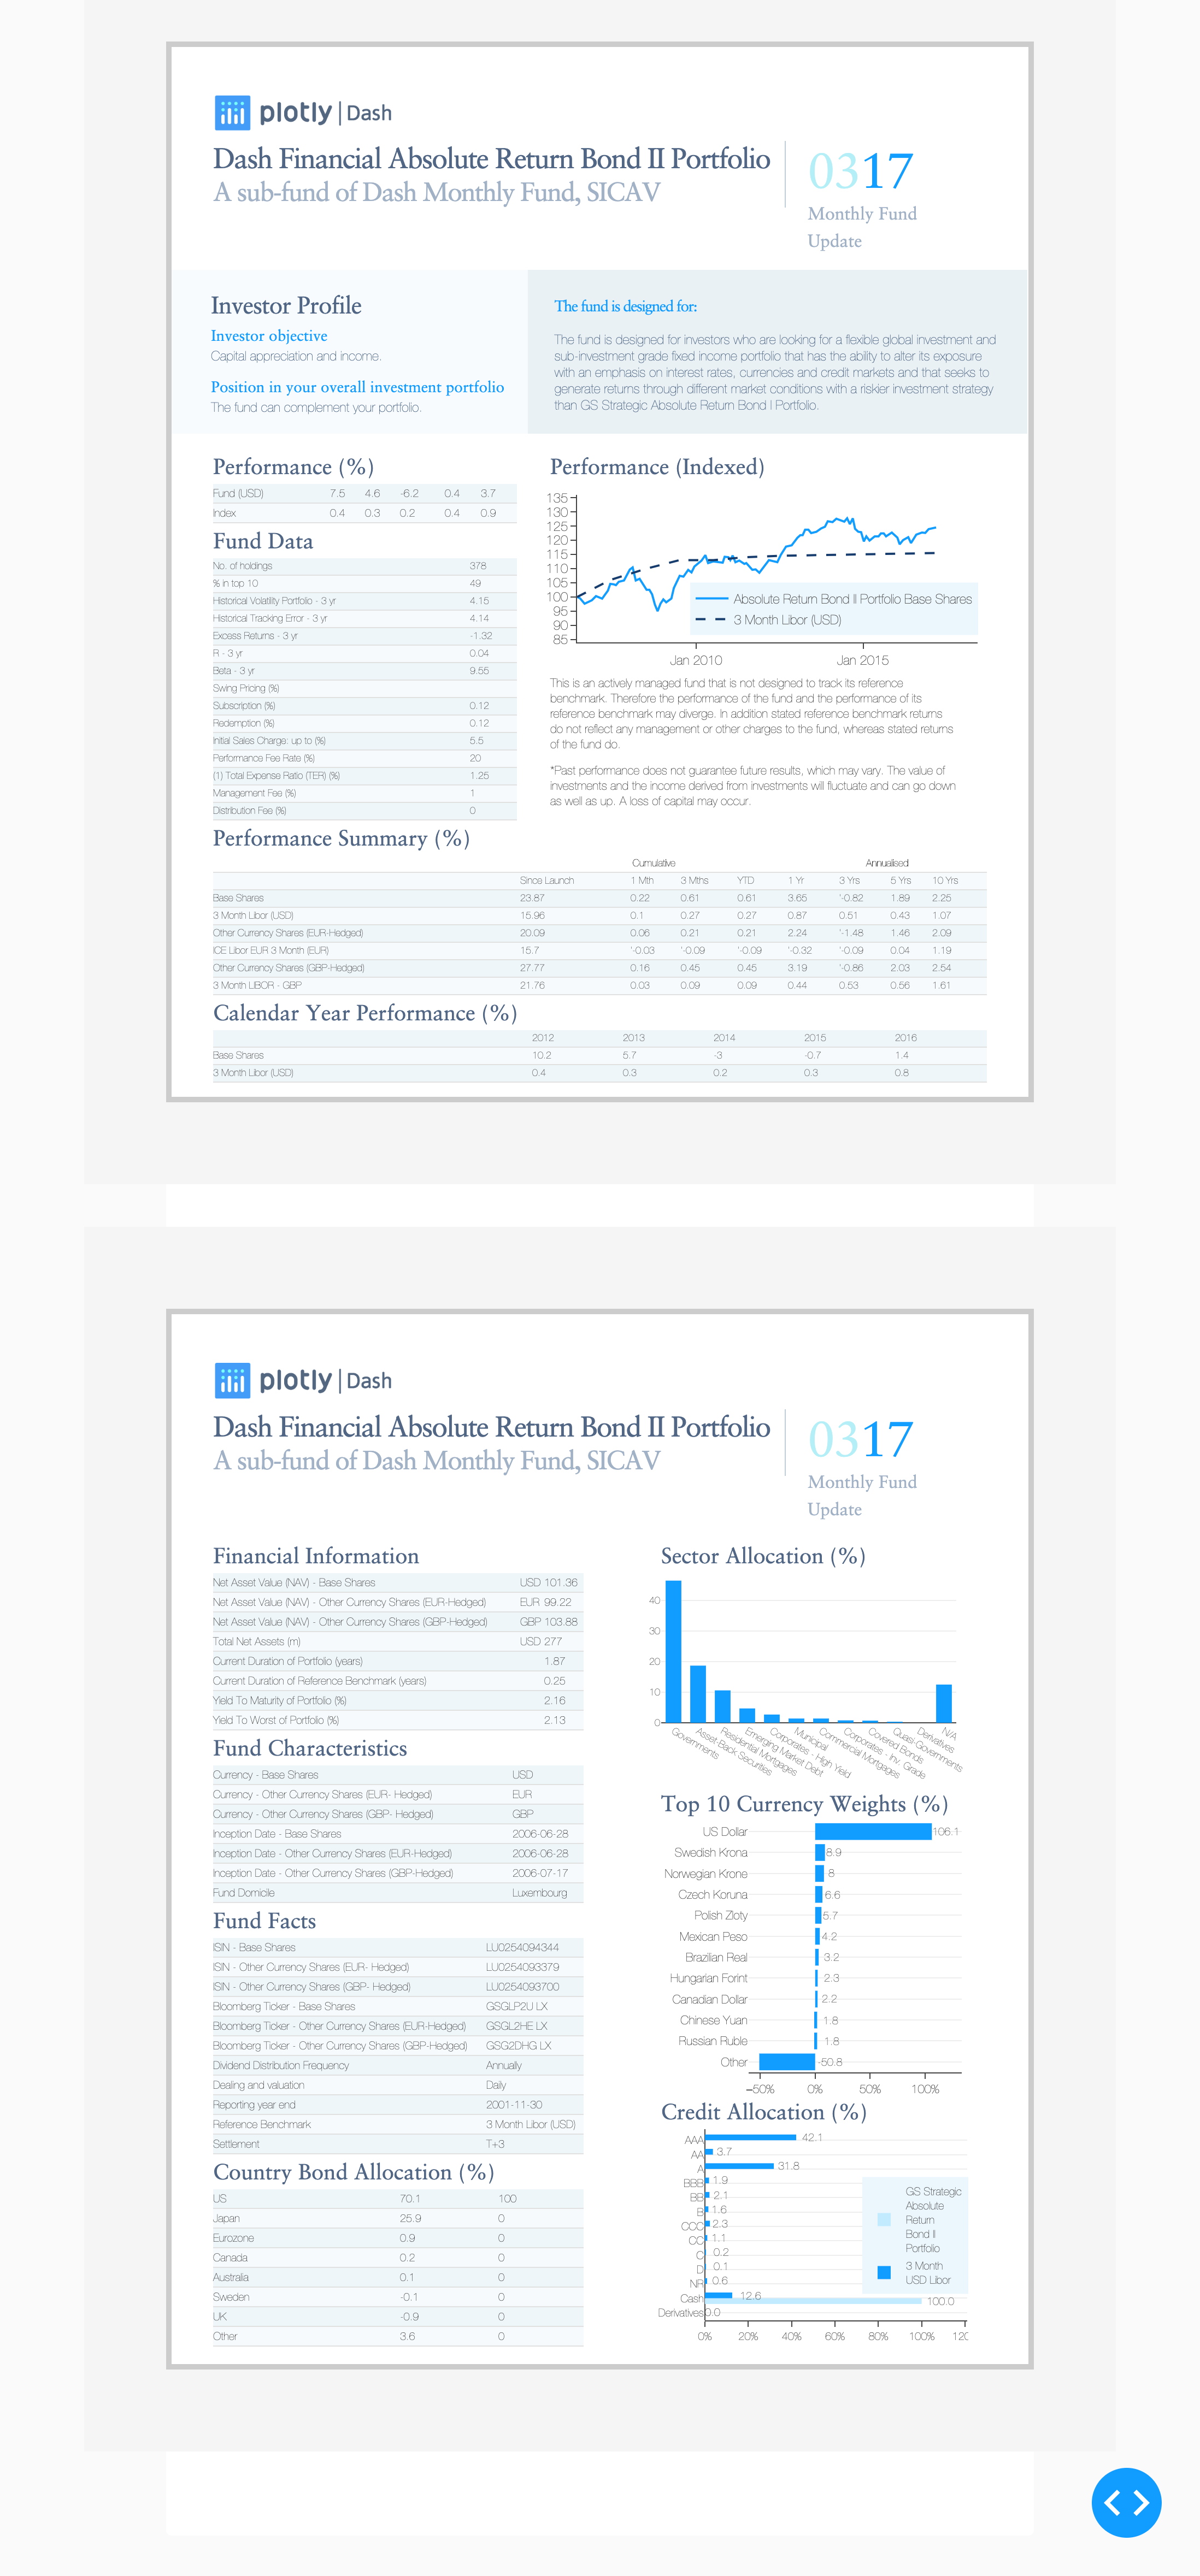 plotly | Dash
Dash Financial Absolute Return Bond II Portfolio
A sub-fund of Dash Monthly Fund, SICAV
0317
Monthly Fund
Update
Investor Profile
Investor objective
Capital appreciation and income.
Position in your overall investment portfolio
The fund can complement your portfolio.
The fund is designed for:
The fund is designed for investors who are looking for a flexible global investment and
sub-investment grade fixed income portfolio that has the ability to alter its exposure
with an emphasis on interest rates, currencies and credit markets and that seeks to
generate returns through different market conditions with a riskier investment strategy
than GS Strategic Absolute Return Bond I Portfolio.
Performance (%)
Fund (USD) 7.5 4.6 -6.2 0.4 3.7
Index 0.4 0.3 0.2 0.4 0.9
Fund Data
No. of holdings 378
% in top 10 49
Historical Volatility Portfolio - 3 yr 4.15
Historical Tracking Error - 3 yr 4.14
Excess Returns - 3 yr -1.32
R - 3 yr 0.04
Beta - 3 yr 9.55
Swing Pricing (%)
Subscription (%) 0.12
Redemption (%) 0.12
Initial Sales Charge: up to (%) 5.5
Performance Fee Rate (%) 20
(1) Total Expense Ratio (TER) (%) 1.25
Management Fee (%) 1
Distribution Fee (%) 0
Performance (Indexed)
135
130
125
120
115
110
105
100
95
90
85
Absolute Return Bond II Portfolio Base Shares
3 Month Libor (USD)
Jan 2010 Jan 2015
This is an actively managed fund that is not designed to track its reference
benchmark. Therefore the performance of the fund and the performance of its
reference benchmark may diverge. In addition stated reference benchmark returns
do not reflect any management or other charges to the fund, whereas stated returns
of the fund do.
*Past performance does not guarantee future results, which may vary. The value of
investments and the income derived from investments will fluctuate and can go down
as well as up. A loss of capital may occur.
Performance Summary (%)
Cumulative Annualised
Since Launch 1 Mth 3 Mths YTD 1 Yr 3 Yrs 5 Yrs 10 Yrs
Base Shares 23.87 0.22 0.61 0.61 3.65 '-0.82 1.89 2.25
3 Month Libor (USD) 15.96 0.1 0.27 0.27 0.87 0.51 0.43 1.07
Other Currency Shares (EUR-Hedged) 20.09 0.06 0.21 0.21 2.24 '-1.48 1.46 2.09
ICE Libor EUR 3 Month (EUR) 15.7 '-0.03 '-0.09 '-0.09 '-0.32 '-0.09 0.04 1.19
Other Currency Shares (GBP-Hedged) 27.77 0.16 0.45 0.45 3.19 '-0.86 2.03 2.54
3 Month LIBOR - GBP 21.76 0.03 0.09 0.09 0.44 0.53 0.56 1.61
Calendar Year Performance (%)
2012 2013 2014 2015 2016
Base Shares 10.2 5.7 -3 -0.7 1.4
3 Month Libor (USD) 0.4 0.3 0.2 0.3 0.8
plotly | Dash
Dash Financial Absolute Return Bond II Portfolio
A sub-fund of Dash Monthly Fund, SICAV
0317
Monthly Fund
Update
Financial Information
Net Asset Value (NAV) - Base Shares USD 101.36
Net Asset Value (NAV) - Other Currency Shares (EUR-Hedged) EUR 99.22
Net Asset Value (NAV) - Other Currency Shares (GBP-Hedged) GBP 103.88
Total Net Assets (m) USD 277
Current Duration of Portfolio (years) 1.87
Current Duration of Reference Benchmark (years) 0.25
Yield To Maturity of Portfolio (%) 2.16
Yield To Worst of Portfolio (%) 2.13
Fund Characteristics
Currency - Base Shares USD
Currency - Other Currency Shares (EUR- Hedged) EUR
Currency - Other Currency Shares (GBP- Hedged) GBP
Inception Date - Base Shares 2006-06-28
Inception Date - Other Currency Shares (EUR-Hedged) 2006-06-28
Inception Date - Other Currency Shares (GBP-Hedged) 2006-07-17
Fund Domicile Luxembourg
Fund Facts
ISIN - Base Shares LU0254094344
ISIN - Other Currency Shares (EUR- Hedged) LU0254093379
ISIN - Other Currency Shares (GBP- Hedged) LU0254093700
Bloomberg Ticker - Base Shares GSGLP2U LX
Bloomberg Ticker - Other Currency Shares (EUR-Hedged) GSGL2HE LX
Bloomberg Ticker - Other Currency Shares (GBP-Hedged) GSG2DHG LX
Dividend Distribution Frequency Annually
Dealing and valuation Daily
Reporting year end 2001-11-30
Reference Benchmark 3 Month Libor (USD)
Settlement T+3
Country Bond Allocation (%)
US 70.1 100
Japan 25.9 0
Eurozone 0.9 0
Canada 0.2 0
Australia 0.1 0
Sweden -0.1 0
UK -0.9 0
Other 3.6 0
Sector Allocation (%)
40
30
20
10
0
Governments
Asset-Back Securities
Residential Mortgages
Emerging Market Debt
Corporates - High Yield
Municipal
Commercial Mortgages
Corporates - Inv. Grade
Covered Bonds
Quasi-Governments
Derivatives
N/A
Top 10 Currency Weights (%)
US Dollar 106.1
Swedish Krona 8.9
Norwegian Krone 8
Czech Koruna 6.6
Polish Zloty 5.7
Mexican Peso 4.2
Brazilian Real 3.2
Hungarian Forint 2.3
Canadian Dollar 2.2
Chinese Yuan 1.8
Russian Ruble 1.8
Other -50.8
−50% 0% 50% 100%
Credit Allocation (%)
AAA 42.1
AA 3.7
A 31.8
BBB 1.9
BB 2.1
B 1.6
CCC 2.3
CC 1.1
C 0.2
D 0.1
NR 0.6
Cash 12.6
100.0
Derivatives 0.0
GS Strategic
Absolute
Return
Bond II
Portfolio
3 Month
USD Libor
0% 20% 40% 60% 80% 100% 120